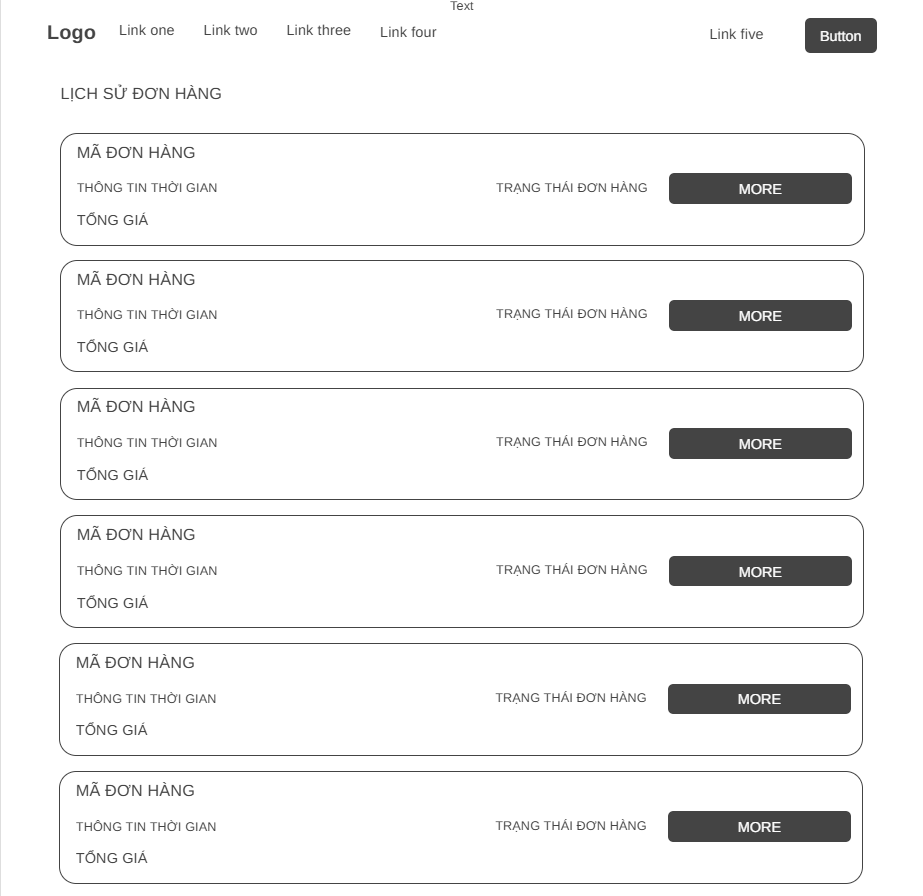 Text
Logo Link one Link two Link three Link four Link five Button
LỊCH SỬ ĐƠN HÀNG
MÃ ĐƠN HÀNG
THÔNG TIN THỜI GIAN TRẠNG THÁI ĐƠN HÀNG MORE
TỔNG GIÁ
MÃ ĐƠN HÀNG
THÔNG TIN THỜI GIAN TRẠNG THÁI ĐƠN HÀNG MORE
TỔNG GIÁ
MÃ ĐƠN HÀNG
THÔNG TIN THỜI GIAN TRẠNG THÁI ĐƠN HÀNG MORE
TỔNG GIÁ
MÃ ĐƠN HÀNG
THÔNG TIN THỜI GIAN TRẠNG THÁI ĐƠN HÀNG MORE
TỔNG GIÁ
MÃ ĐƠN HÀNG
THÔNG TIN THỜI GIAN TRẠNG THÁI ĐƠN HÀNG MORE
TỔNG GIÁ
MÃ ĐƠN HÀNG
THÔNG TIN THỜI GIAN TRẠNG THÁI ĐƠN HÀNG MORE
TỔNG GIÁ